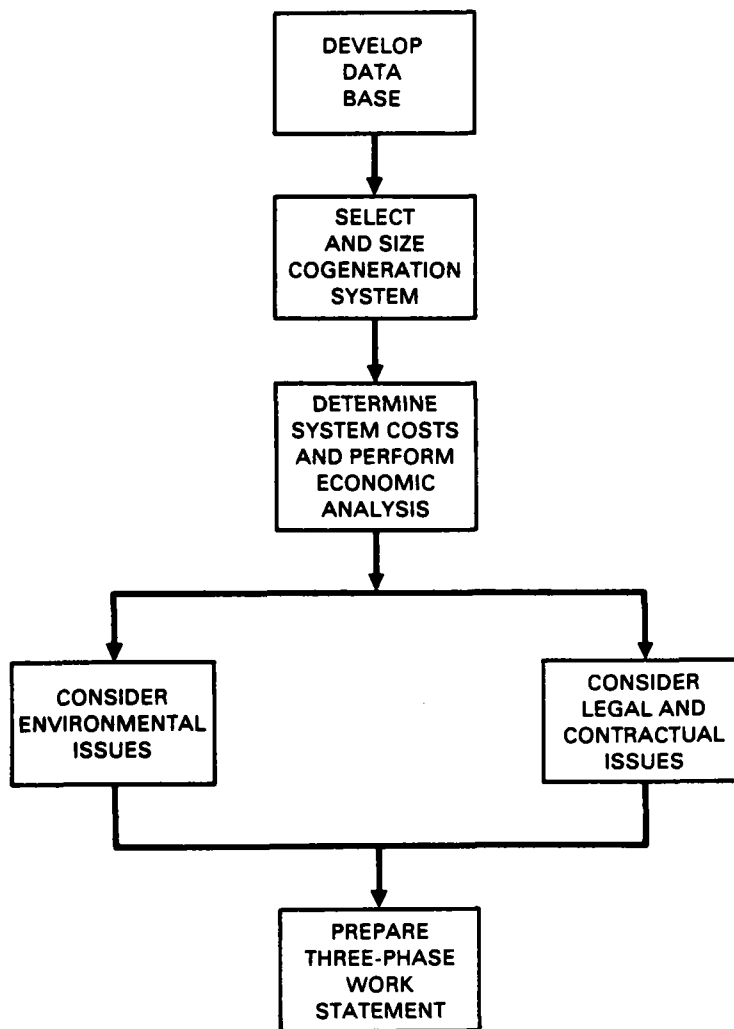 DEVELOP
DATA
BASE
SELECT
AND SIZE
COGENERATION
SYSTEM
DETERMINE
SYSTEM COSTS
AND PERFORM
ECONOMIC
ANALYSIS
CONSIDER
ENVIRONMENTAL
ISSUES
CONSIDER
LEGAL AND
CONTRACTUAL
ISSUES
PREPARE
THREE-PHASE
WORK
STATEMENT